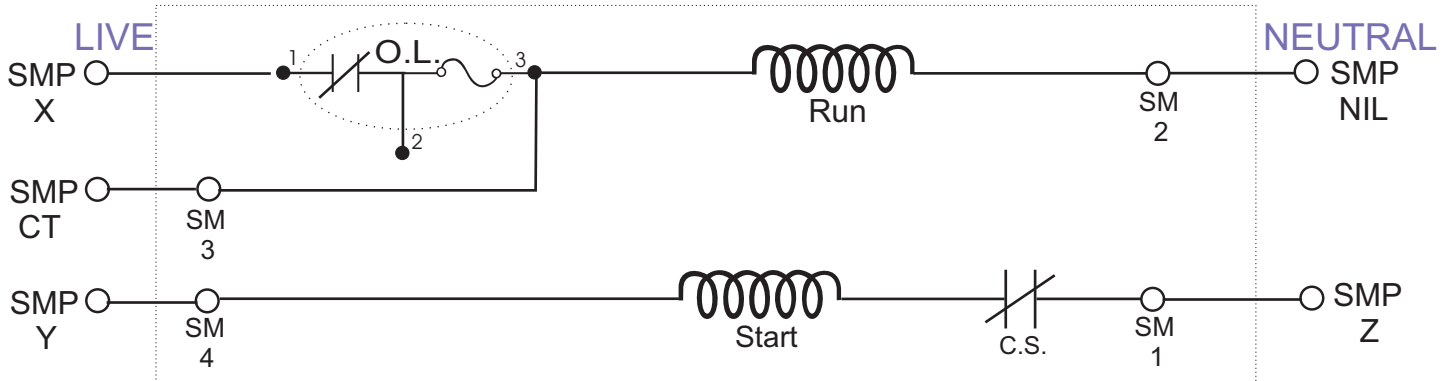 LIVE
NEUTRAL
SMP
X
1
O.L.
3
2
Run
SM
2
SMP
NIL
SMP
CT
SM
3
SMP
Y
SM
4
Start
C.S.
SM
1
SMP
Z